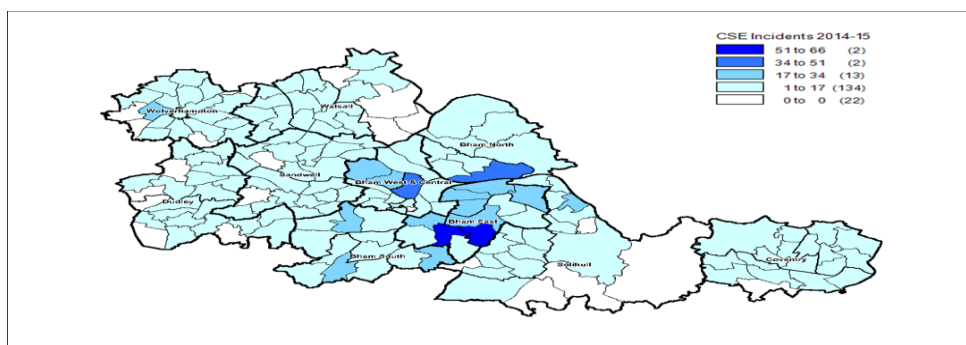 CSE Incidents 2014-15
51 to 66 (2)
34 to 51 (2)
17 to 34 (13)
1 to 17 (134)
0 to 0 (22)
Wolverhampton
Walsall
Bham North
Sandwell
Bham West & Central
Dudley
Bham East
Bham South
Solihull
Coventry